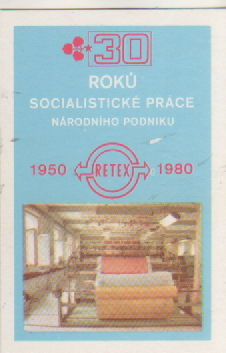 30
ROKŮ
SOCIALISTICKÉ PRÁCE
NÁRODNÍHO PODNIKU
1950 RETEX 1980